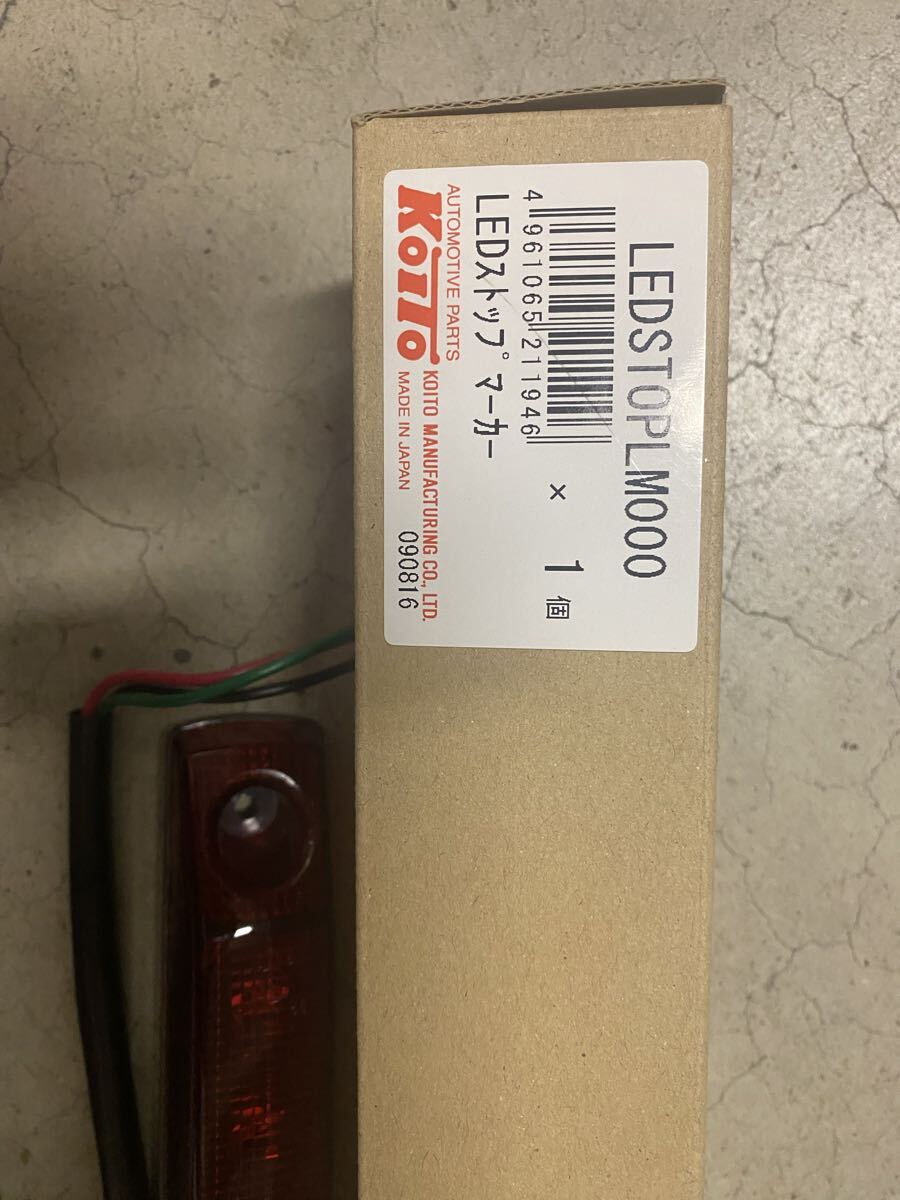 LEDSTOPLM000
4 961065 211946
× 1 個
LEDストップマーカー
AUTOMOTIVE PARTS
KOITO
KOITO MANUFACTURING CO., LTD.
MADE IN JAPAN
090816